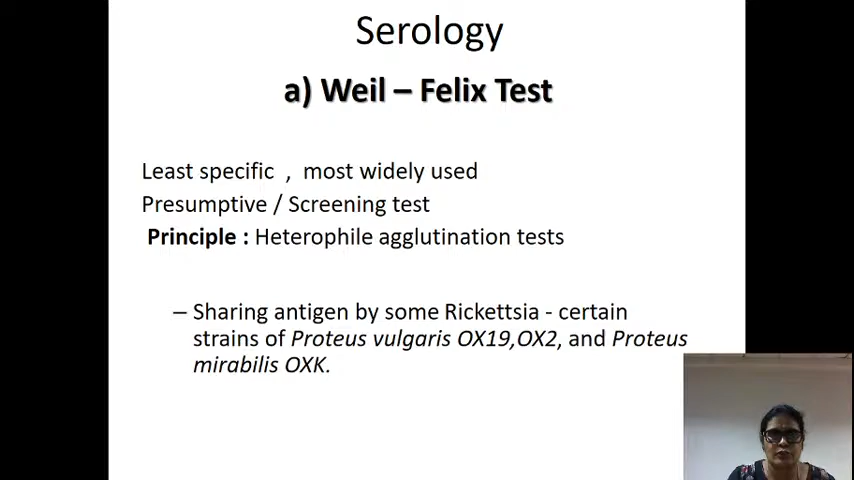 Serology
a) Weil – Felix Test
Least specific , most widely used
Presumptive / Screening test
Principle : Heterophile agglutination tests
– Sharing antigen by some Rickettsia - certain
strains of Proteus vulgaris OX19,OX2, and Proteus
mirabilis OXK.